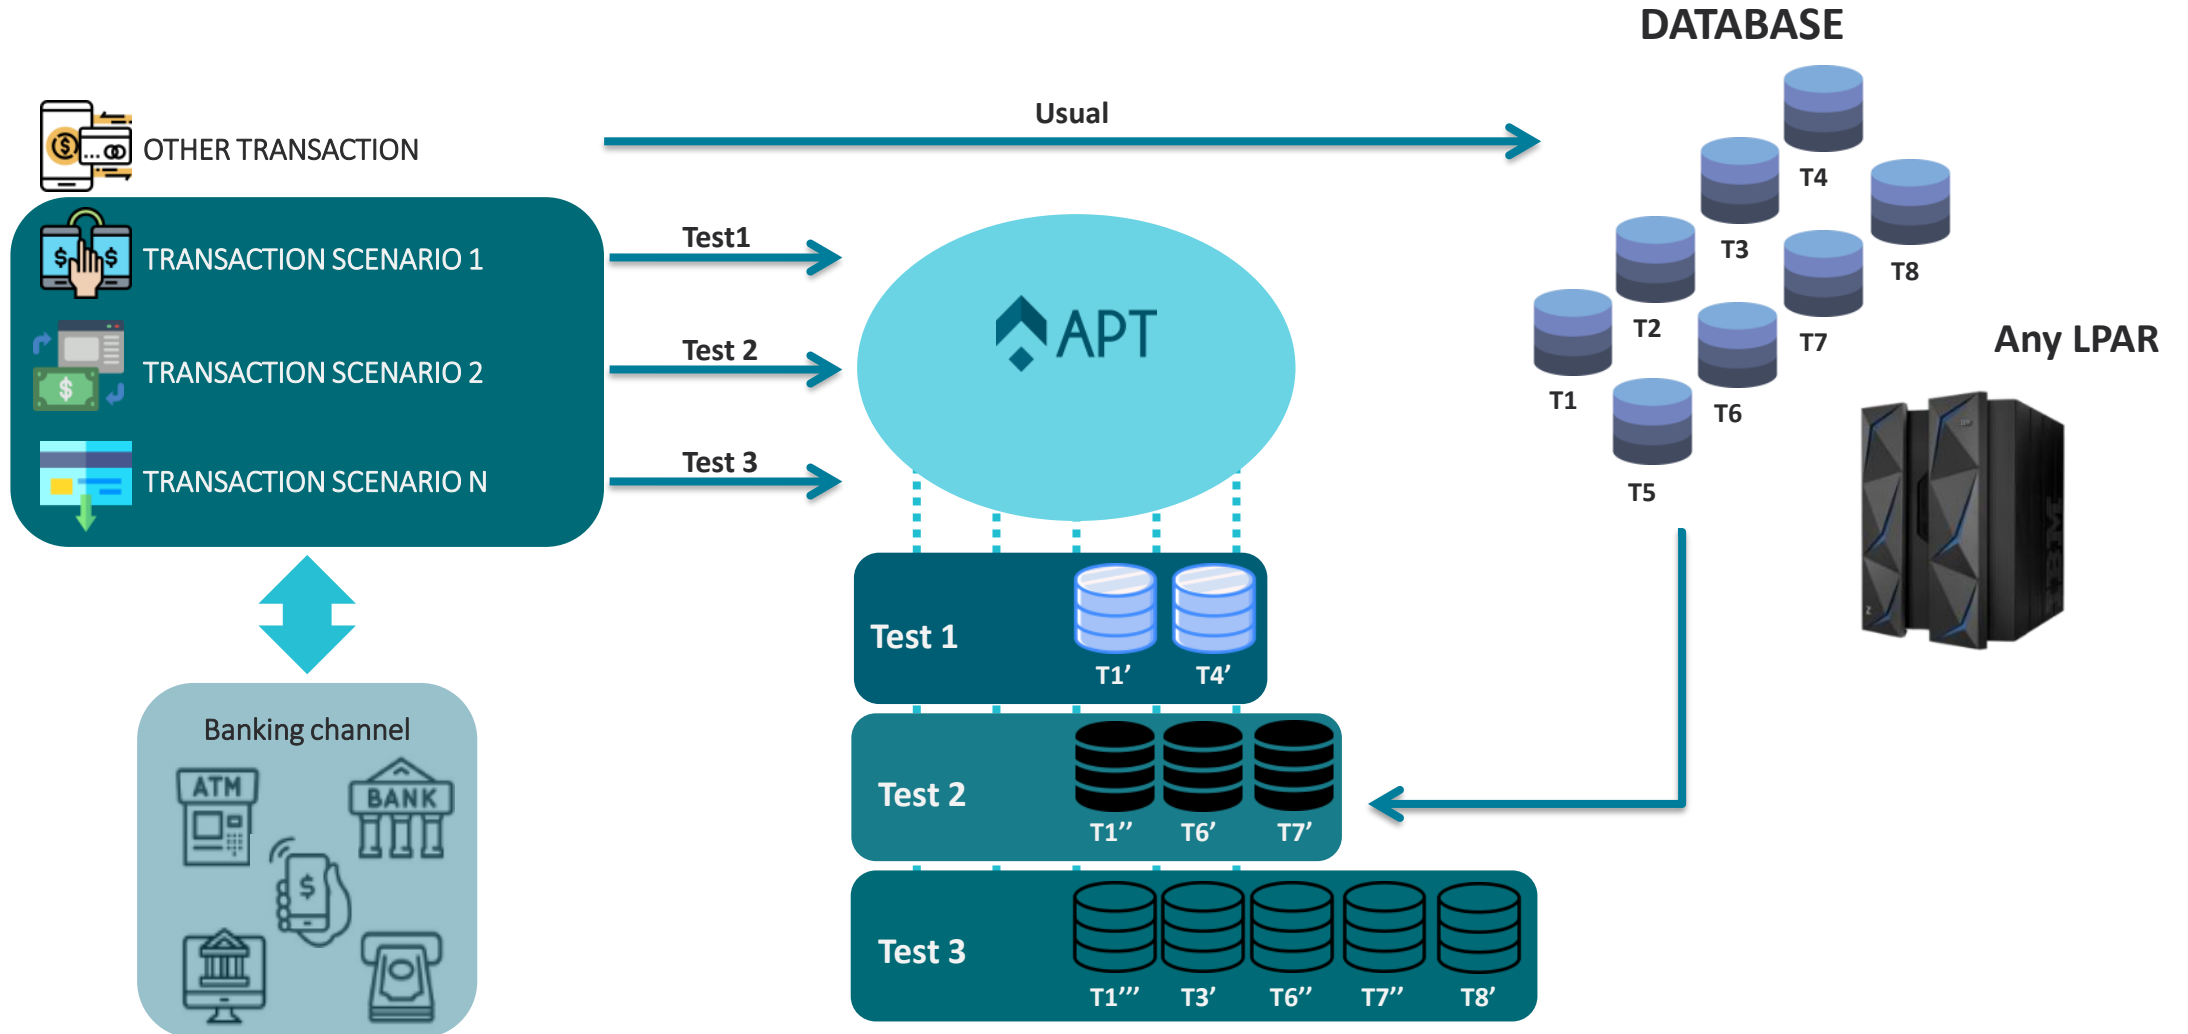 DATABASE
Usual
OTHER TRANSACTION
T4
Test1
TRANSACTION SCENARIO 1
T3
T8
APT
T2
T7
Any LPAR
Test 2
TRANSACTION SCENARIO 2
T1
T6
Test 3
TRANSACTION SCENARIO N
T5
Test 1
T1’ T4’
Banking channel
ATM
BANK
Test 2
T1’’ T6’ T7’
Test 3
T1’’’ T3’ T6’’ T7’’ T8’
IBM
Z